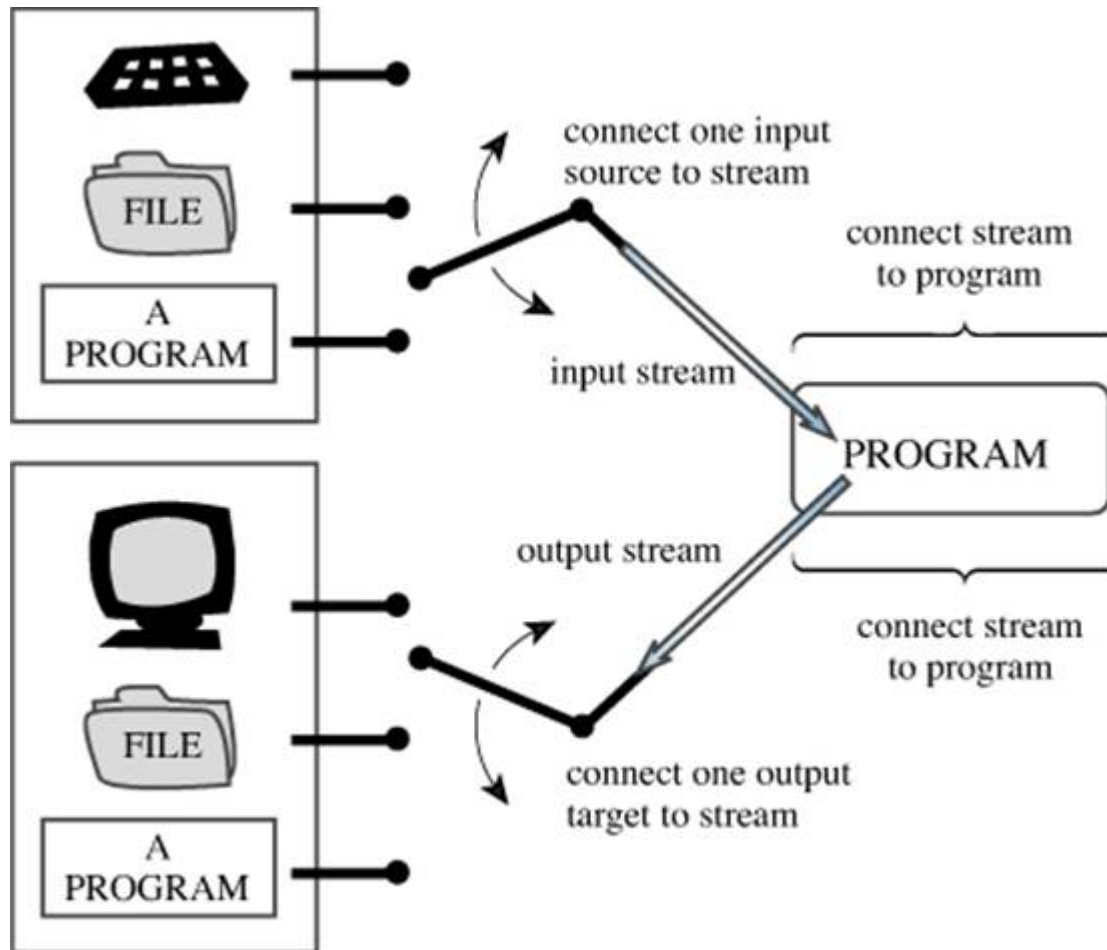 FILE
A
PROGRAM
connect one input
source to stream
input stream
connect stream
to program
PROGRAM
connect stream
to program
output stream
connect one output
target to stream
FILE
A
PROGRAM